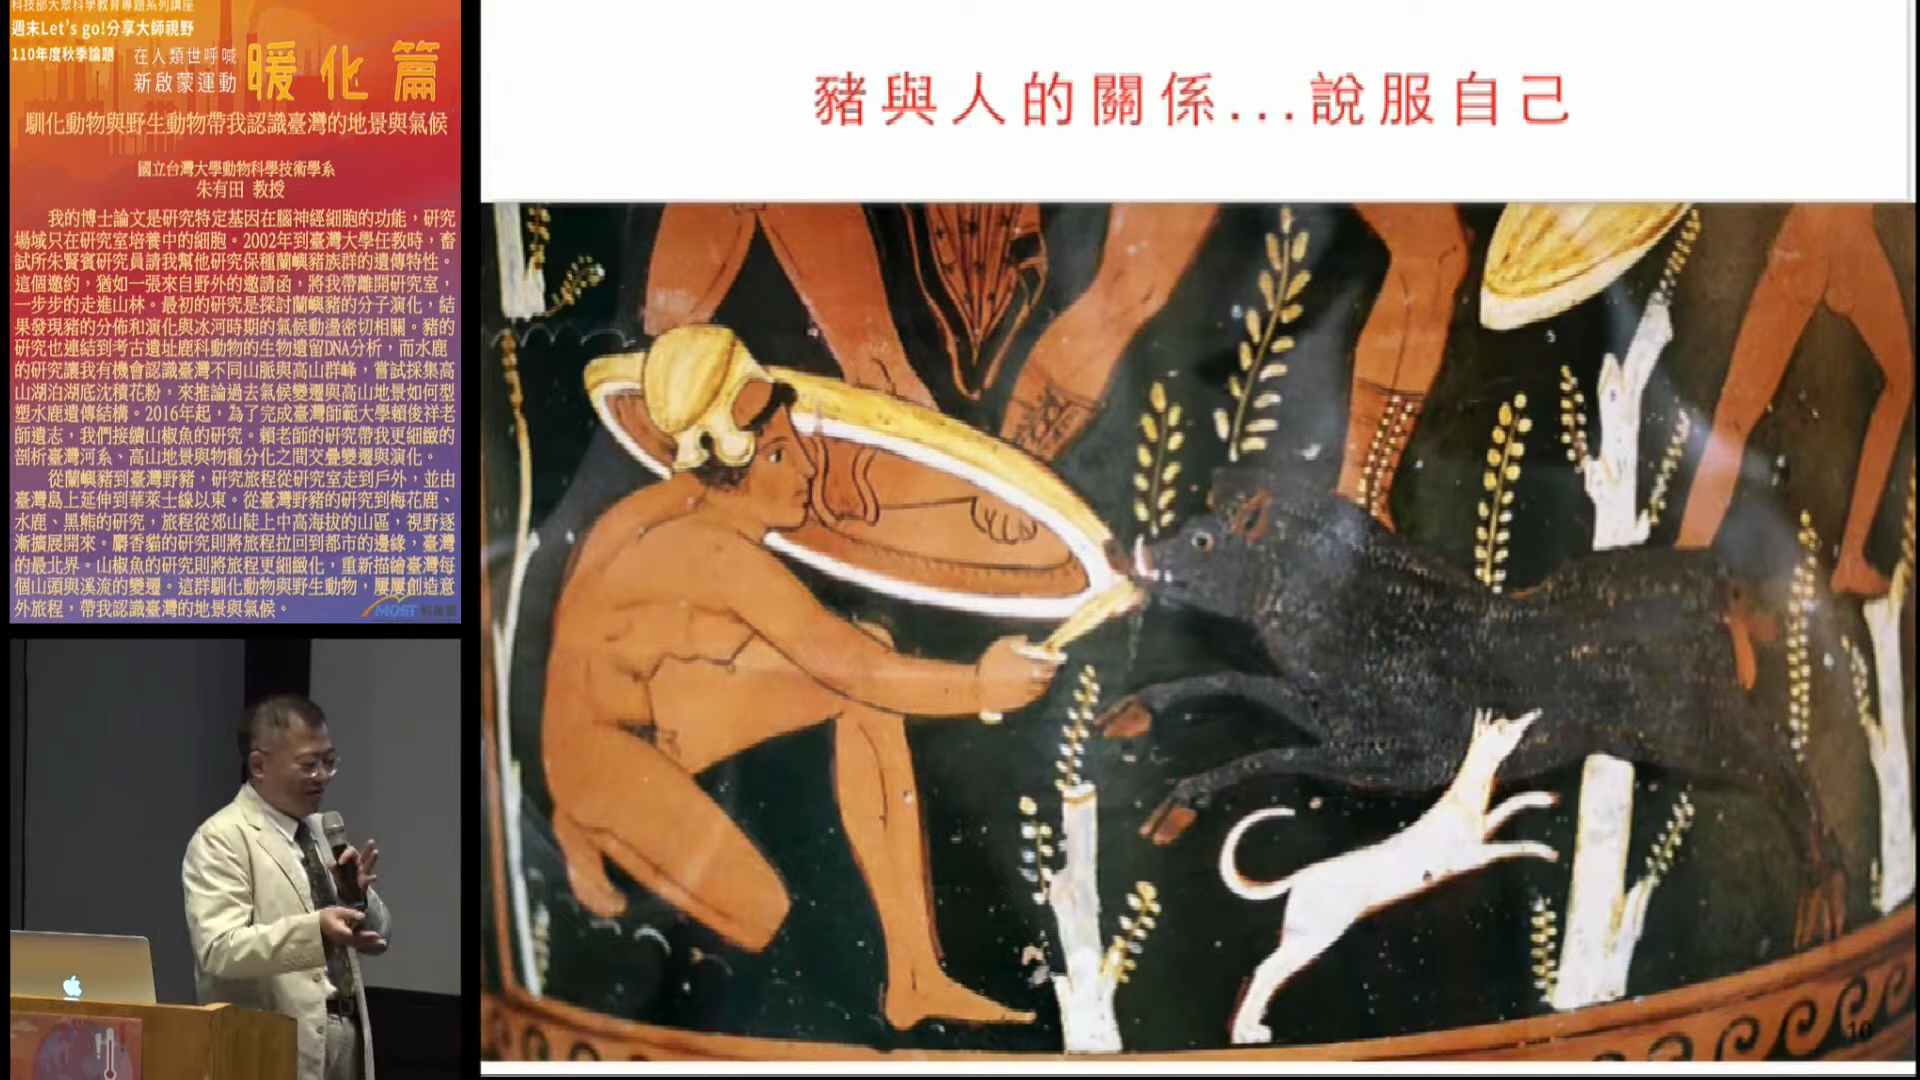 科技部大眾科學教育專題系列講座
週末Let's go!分享大師視野
110年度秋季論題
在人類世呼喊
新啟蒙運動
暖化篇
馴化動物與野生動物帶我認識臺灣的地景與氣候
國立台灣大學動物科學技術學系
朱有田 教授
我的博士論文是研究特定基因在腦神經細胞的功能，研究
場域只在研究室培養中的細胞。2002年到臺灣大學任教時，畜
試所朱賢賓研究員請我幫他研究保種蘭嶼豬族群的遺傳特性。
這個邀約，猶如一張來自野外的邀請函，將我帶離開研究室，
一步步的走進山林。最初的研究是探討蘭嶼豬的分子演化，結
果發現豬的分佈和演化與冰河時期的氣候動盪密切相關。豬的
研究也連結到考古遺址鹿科動物的生物遺留DNA分析，而水鹿
的研究讓我有機會認識臺灣不同山脈與高山群峰，嘗試採集高
山湖泊湖底沈積花粉，來推論過去氣候變遷與高山地景如何型
塑水鹿遺傳結構。2016年起，為了完成臺灣師範大學賴俊祥老
師遺志，我們接續山椒魚的研究。賴老師的研究帶我更細緻的
剖析臺灣河系、高山地景與物種分化之間交疊變遷與演化。
從蘭嶼豬到臺灣野豬，研究旅程從研究室走到戶外，並由
臺灣島上延伸到華萊士線以東。從臺灣野豬的研究到梅花鹿、
水鹿、黑熊的研究，旅程從郊山陡上中高海拔的山區，視野逐
漸擴展開來。麝香貓的研究則將旅程拉回到都市的邊緣，臺灣
的最北界。山椒魚的研究則將旅程更細緻化，重新描繪臺灣每
個山頭與溪流的變遷。這群馴化動物與野生動物，屢屢創造意
外旅程，帶我認識臺灣的地景與氣候。
MOST 科技部
豬與人的關係...說服自己
10